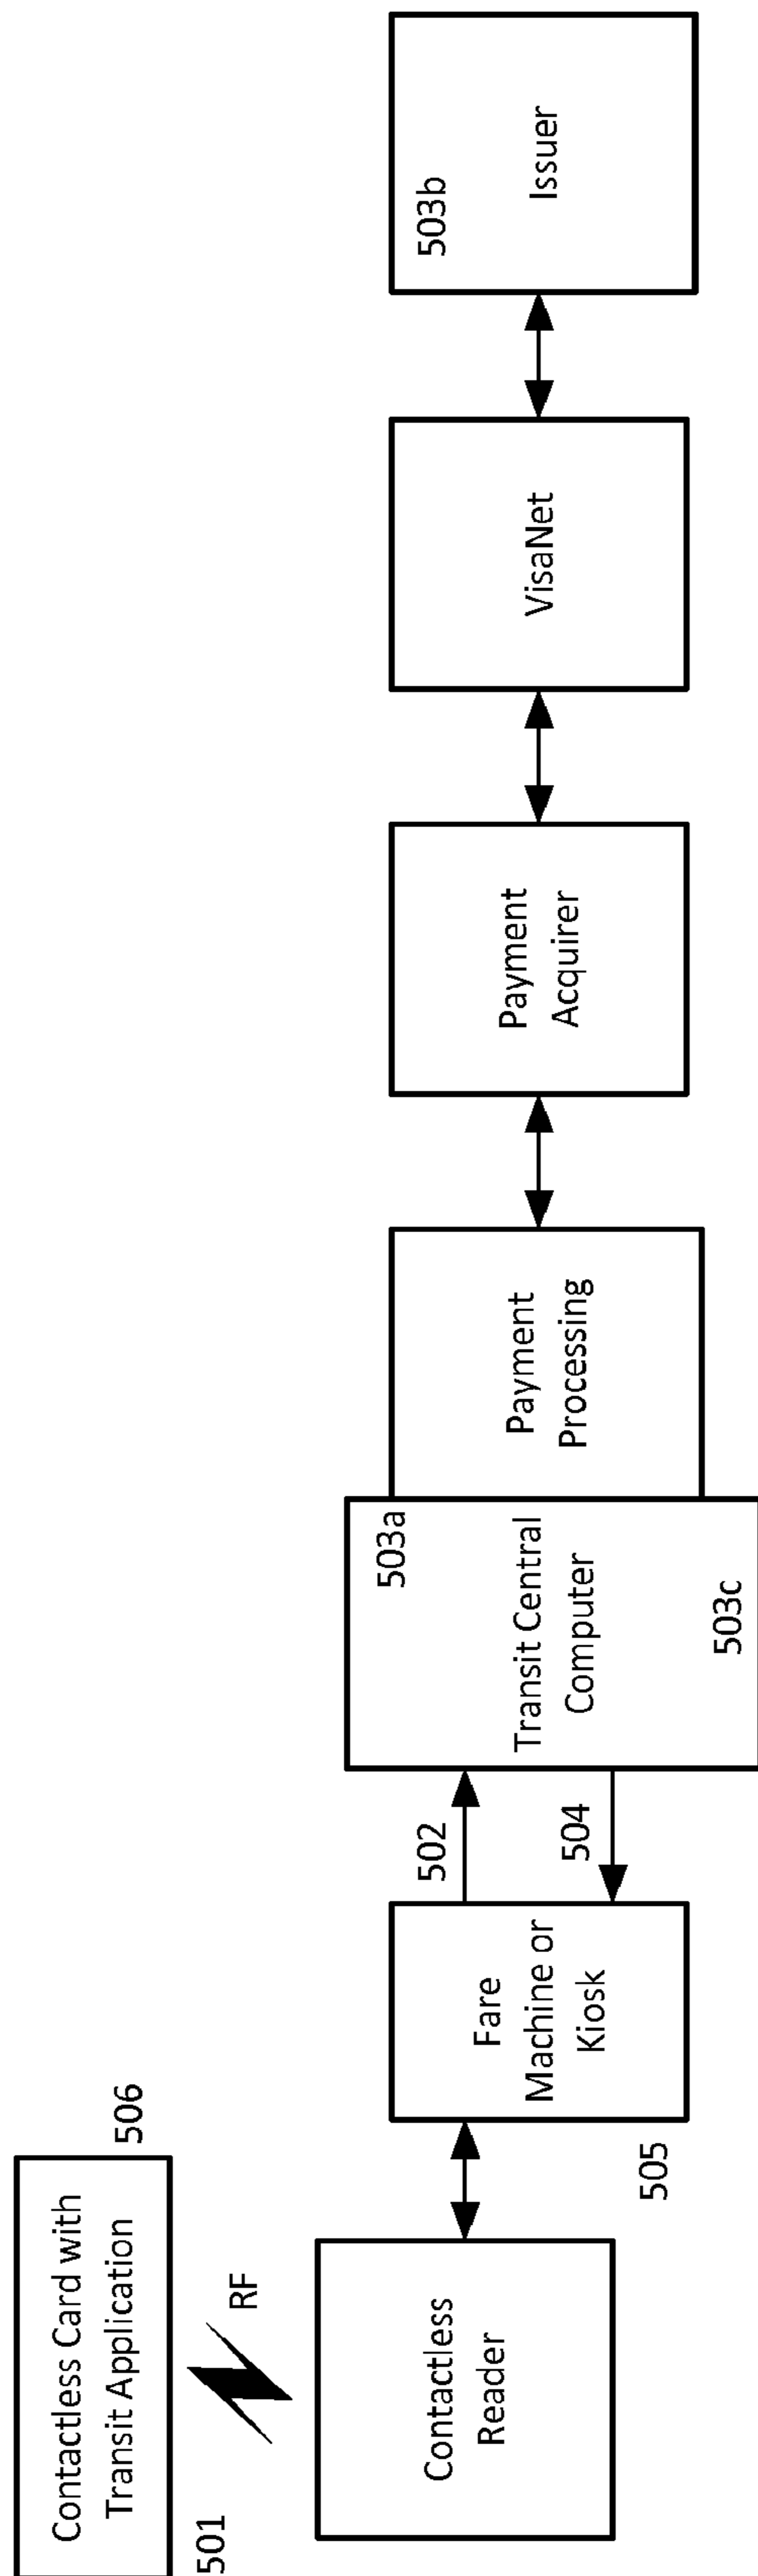 Contactless Card with
Transit Application
506
501
RF
Contactless
Reader
505
Fare
Machine or
Kiosk
502
504
503a
Transit Central
Computer
503c
Payment
Processing
Payment
Acquirer
VisaNet
503b
Issuer